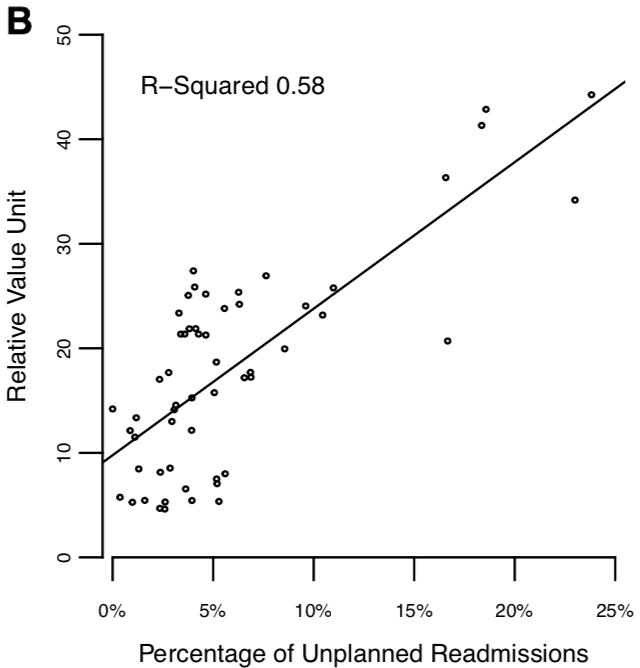 B
R−Squared 0.58
Relative Value Unit
50
40
30
20
10
0
0% 5% 10% 15% 20% 25%
Percentage of Unplanned Readmissions